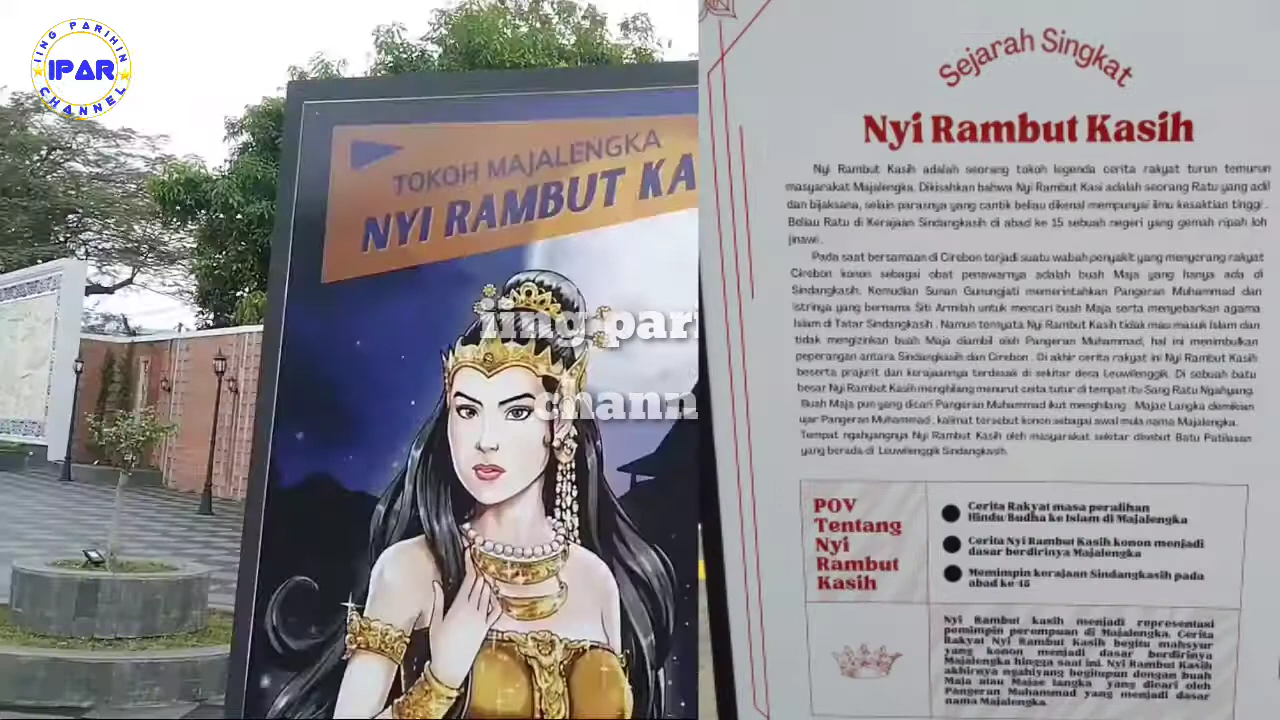 IING PARIHIN
IPAR
CHANNEL
TOKOH MAJALENGKA
NYI RAMBUT KA
iing par
chann
Sejarah Singkat
Nyi Rambut Kasih
Nyi Rambut Kasih adalah seorang tokoh legenda cerita rakyat turun temurun
masyarakat Majalengka. Dikisahkan bahwa Nyi Rambut Kasi adalah seorang Ratu yang adil
dan bijaksana, selain parasnya yang cantik beliau dikenal mempunyai ilmu kesaktian tinggi .
Beliau Ratu di Kerajaan Sindangkasih di abad ke 15 sebuah negeri yang gemah ripah loh
jinawi .
Pada saat bersamaan di Cirebon terjadi suatu wabah penyakit yang menyerang rakyat
Cirebon konon sebagai obat penawarnya adalah buah Maja yang hanya ada di
Sindangkasih. Kemudian Sunan Gunungjati memerintahkan Pangeran Muhammad dan
istrinya yang bernama Siti Armilah untuk mencari buah Maja serta menyebarkan agama
Islam di Tatar Sindangkasih . Namun ternyata Nyi Rambut Kasih tidak mau masuk Islam dan
tidak mengizinkan buah Maja diambil oleh Pangeran Muhammad, hal ini menimbulkan
peperangan antara Sindangkasih dan Cirebon . Di akhir cerita rakyat ini Nyi Rambut Kasih
beserta prajurit dan kerajaannya terdesak di sekitar desa Leuwilenggik. Di sebuah batu
besar Nyi Rambut Kasih menghilang menurut cerita tutur di tempat itu Sang Ratu Ngahyang.
Buah Maja pun yang dicari Pangeran Muhammad ikut menghilang . Majae Langka demikian
ujar Pangeran Muhammad , kalimat tersebut konon sebagai awal mula nama Majalengka.
Tempat ngahyangnya Nyi Rambut Kasih oleh masyarakat sekitar disebut Batu Patilasan
yang berada di Leuwilenggik Sindangkasih.
POV
Tentang
Nyi
Rambut
Kasih
Cerita Rakyat masa peralihan
Hindu/Budha ke Islam di Majalengka
Cerita Nyi Rambut Kasih konon menjadi
dasar berdirinya Majalengka
Memimpin kerajaan Sindangkasih pada
abad ke-15
Nyi Rambut kasih menjadi representasi
pemimpin perempuan di Majalengka. Cerita
Rakyat Nyi Rambut Kasih begitu mahsyur
yang konon menjadi dasar berdirinya
Majalengka hingga saat ini. Nyi Rambut Kasih
akhirnya ngahiyang begitupun dengan buah
Maja atau Majae langka yang dicari oleh
Pangeran Muhammad yang menjadi dasar
nama Majalengka.